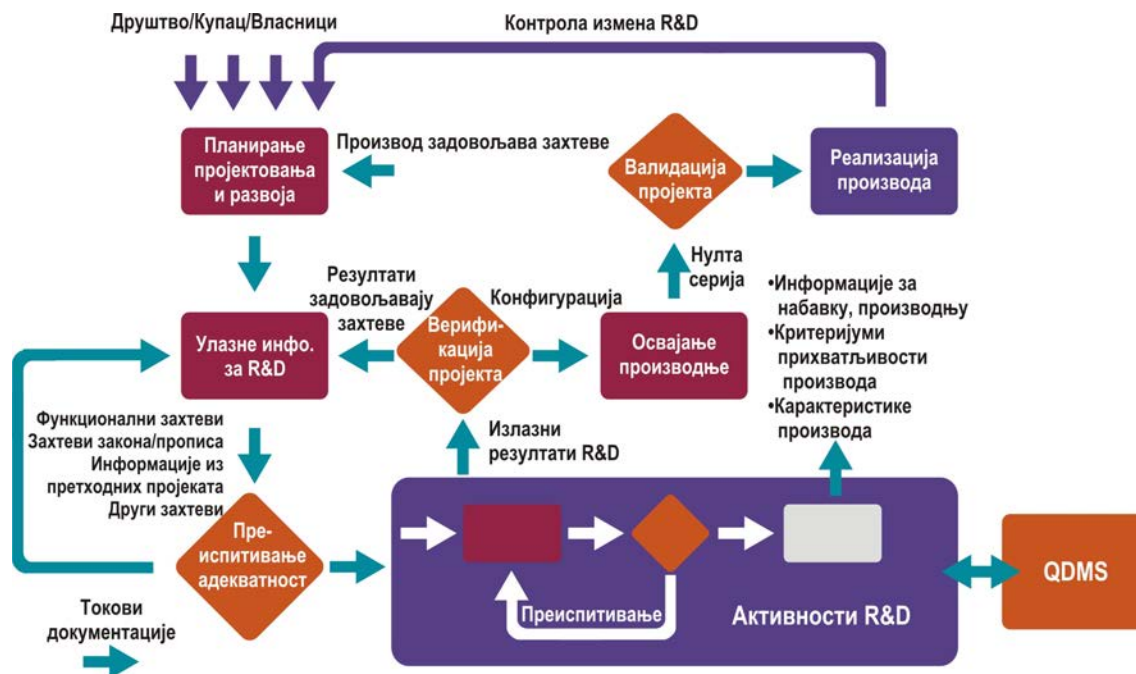 Друштво/Купац/Власници
Контрола измена R&D
Планирање
пројектовања
и развоја
Производ задовољава захтеве
Валидација
пројекта
Реализација
производа
Нулта
серија
Резултати
задовољавају
захтеве
Конфигурација
•Информације за
набавку, производњу
•Критеријуми
прихватљивости
производа
•Карактеристике
производа
Улазне инфо.
за R&D
Верифи-
кација
пројекта
Освајање
производње
Функционални захтеви
Захтеви закона/прописа
Информације из
претходних пројеката
Други захтеви
Излазни
резултати R&D
Пре-
испитивање
адекватност
Преиспитивање
Активности R&D
QDMS
Токови
документације